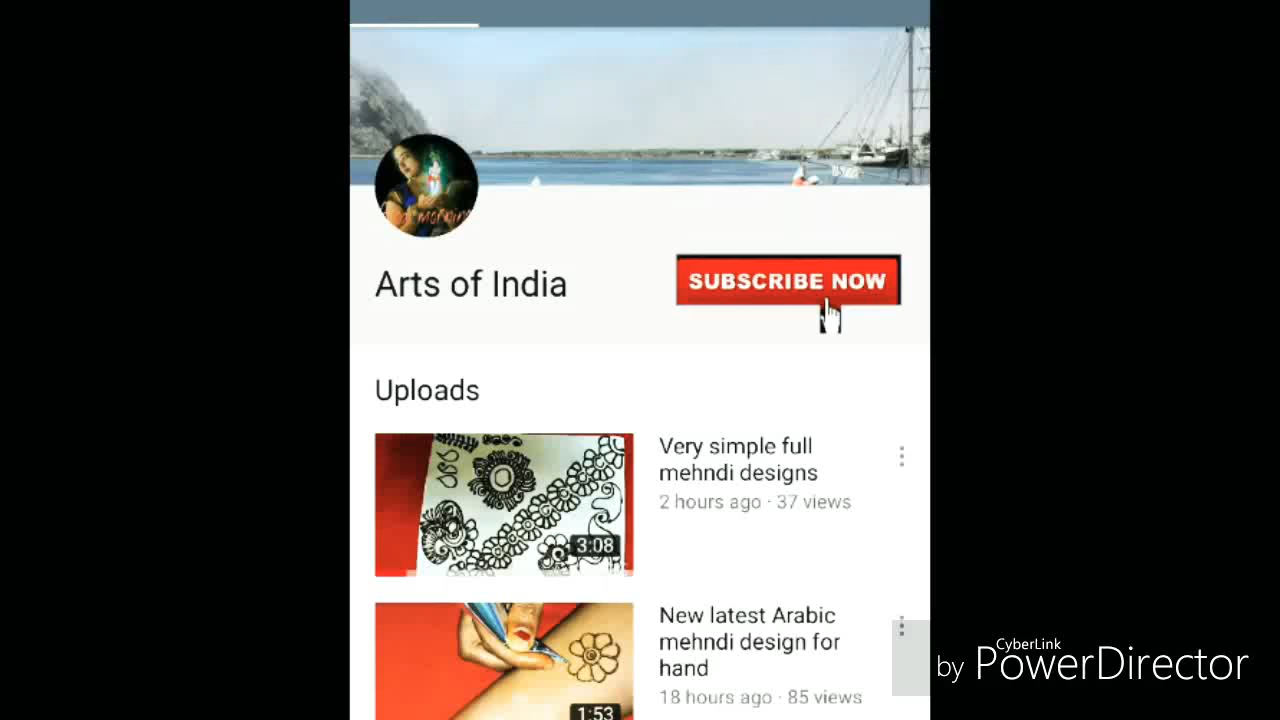 Arts of India
SUBSCRIBE NOW
Uploads
Very simple full
mehndi designs
2 hours ago · 37 views
3:08
New latest Arabic
mehndi design for
hand
18 hours ago · 85 views
1:53
CyberLink
by PowerDirector